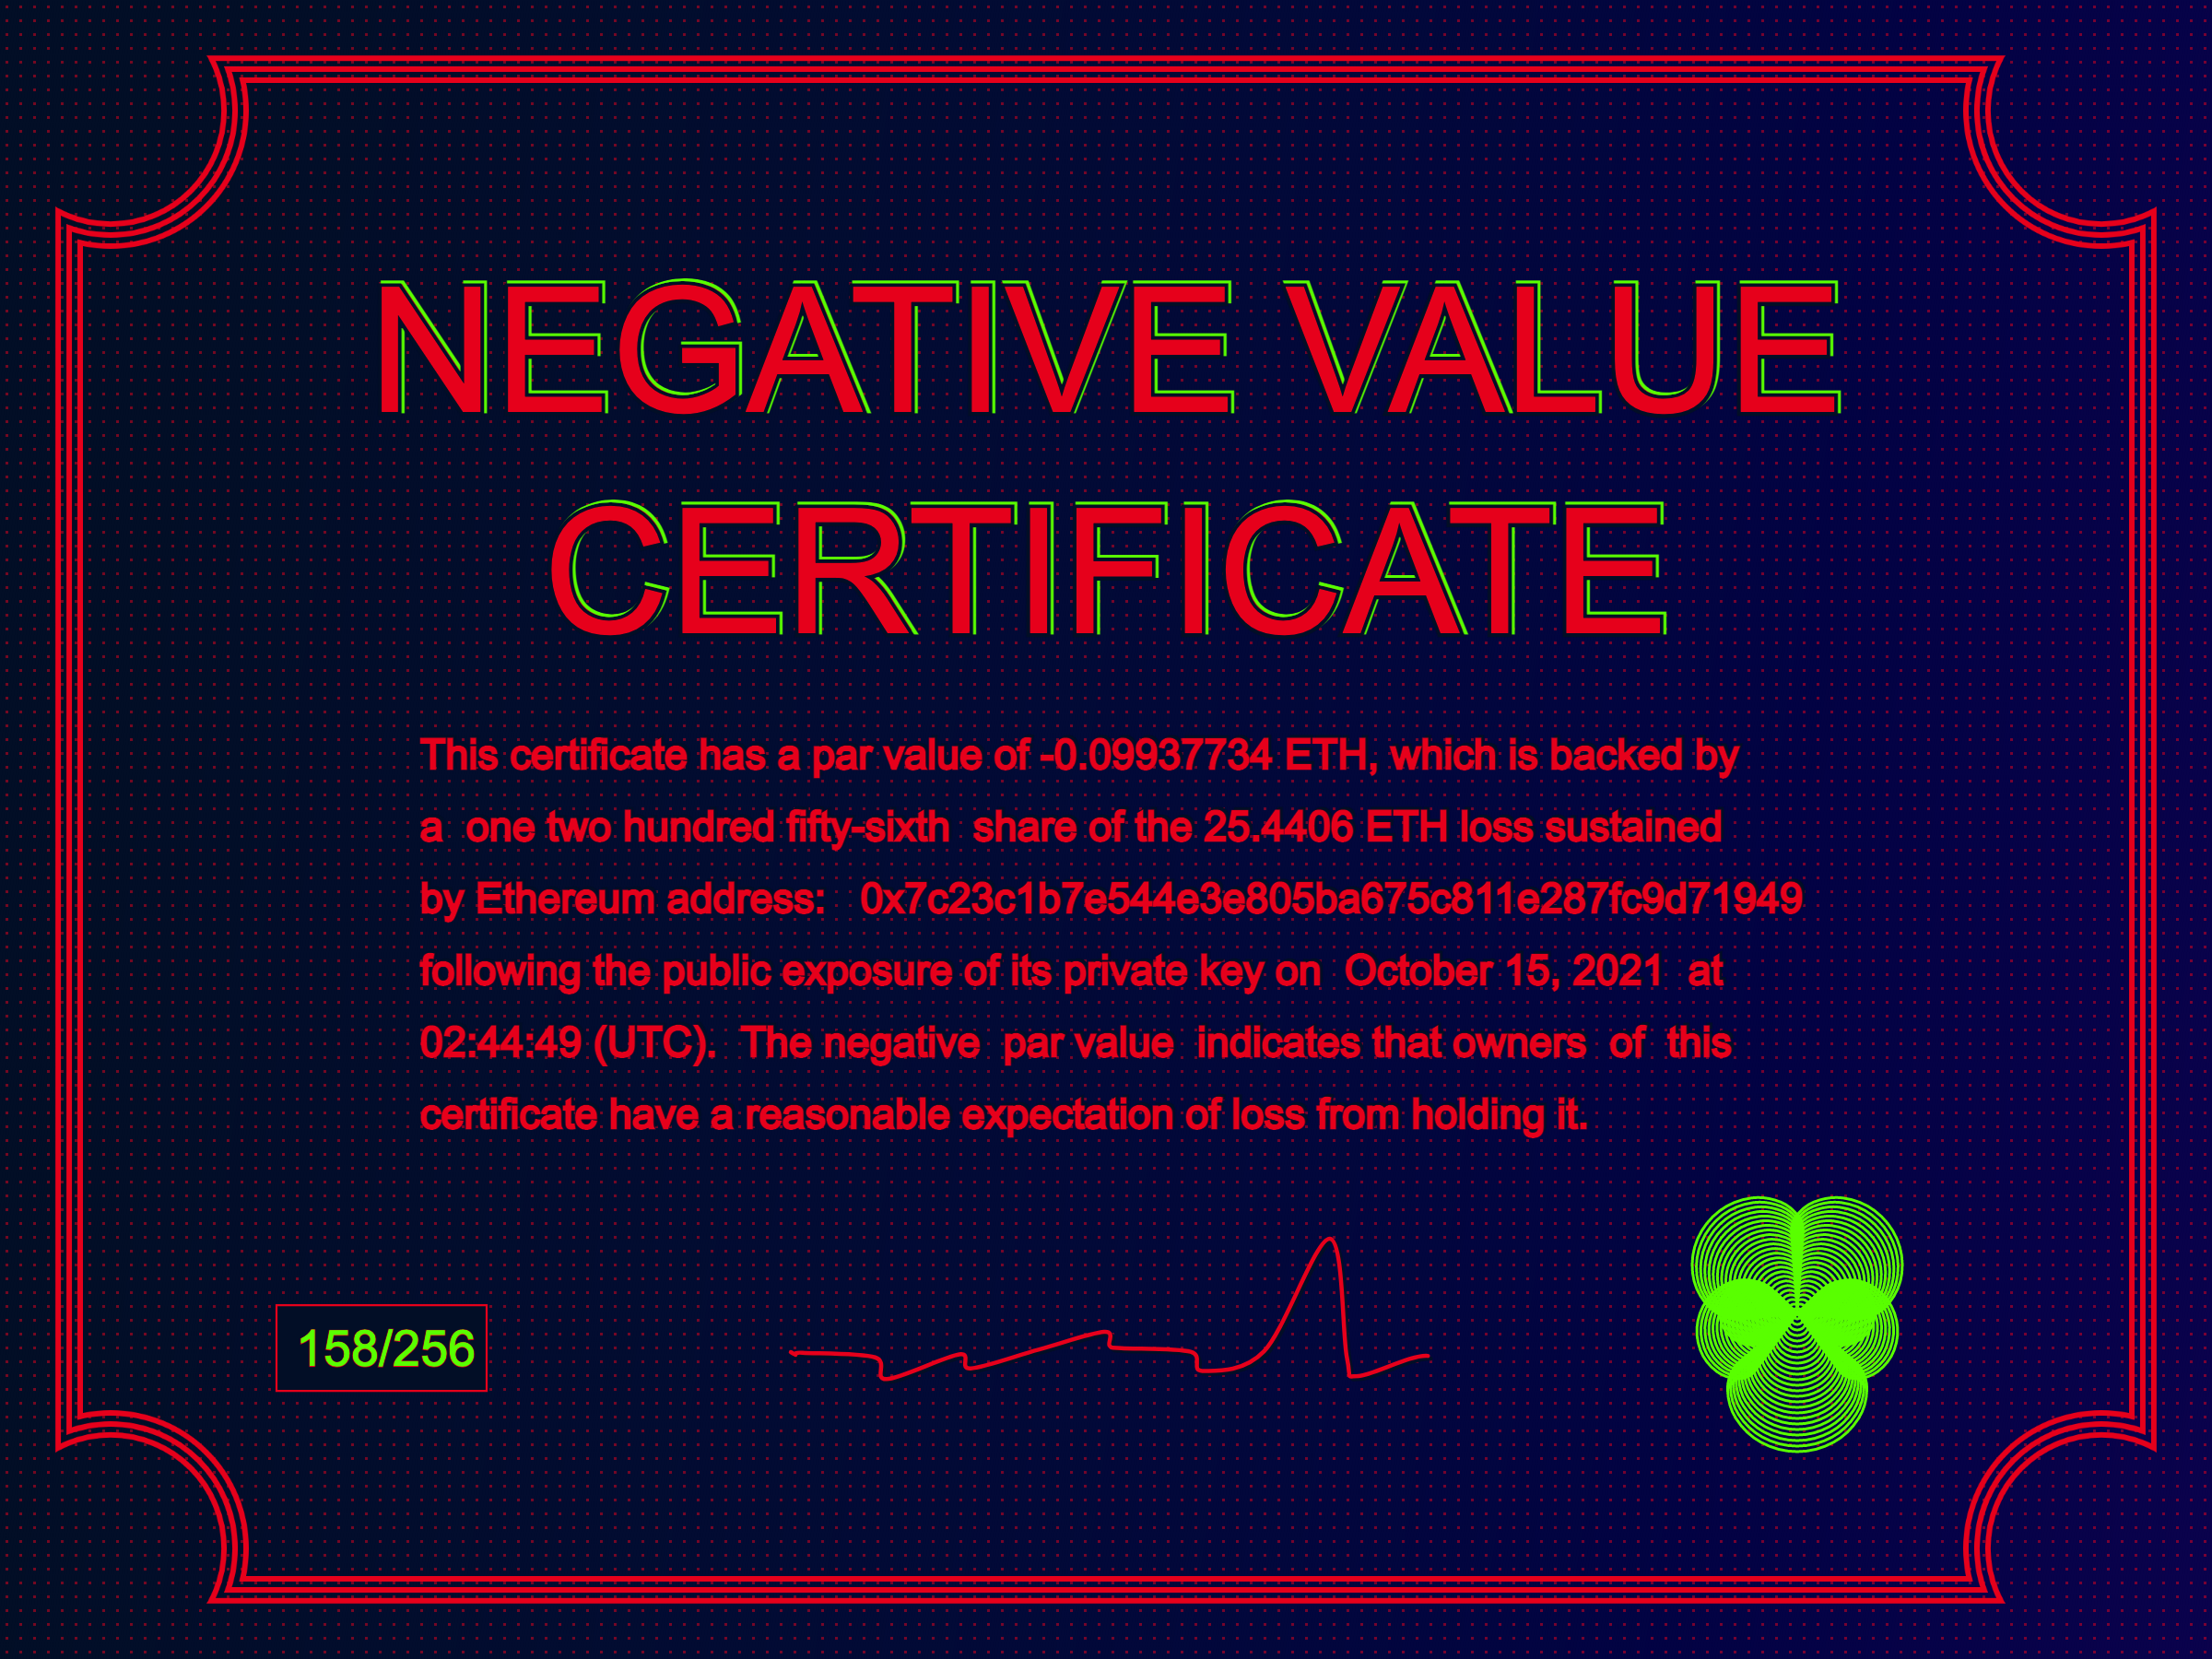 NEGATIVE VALUE
CERTIFICATE
This certificate has a par value of -0.09937734 ETH, which is backed by
a one two hundred fifty-sixth share of the 25.4406 ETH loss sustained
by Ethereum address: 0x7c23c1b7e544e3e805ba675c811e287fc9d71949
following the public exposure of its private key on October 15, 2021 at
02:44:49 (UTC). The negative par value indicates that owners of this
certificate have a reasonable expectation of loss from holding it.
158/256